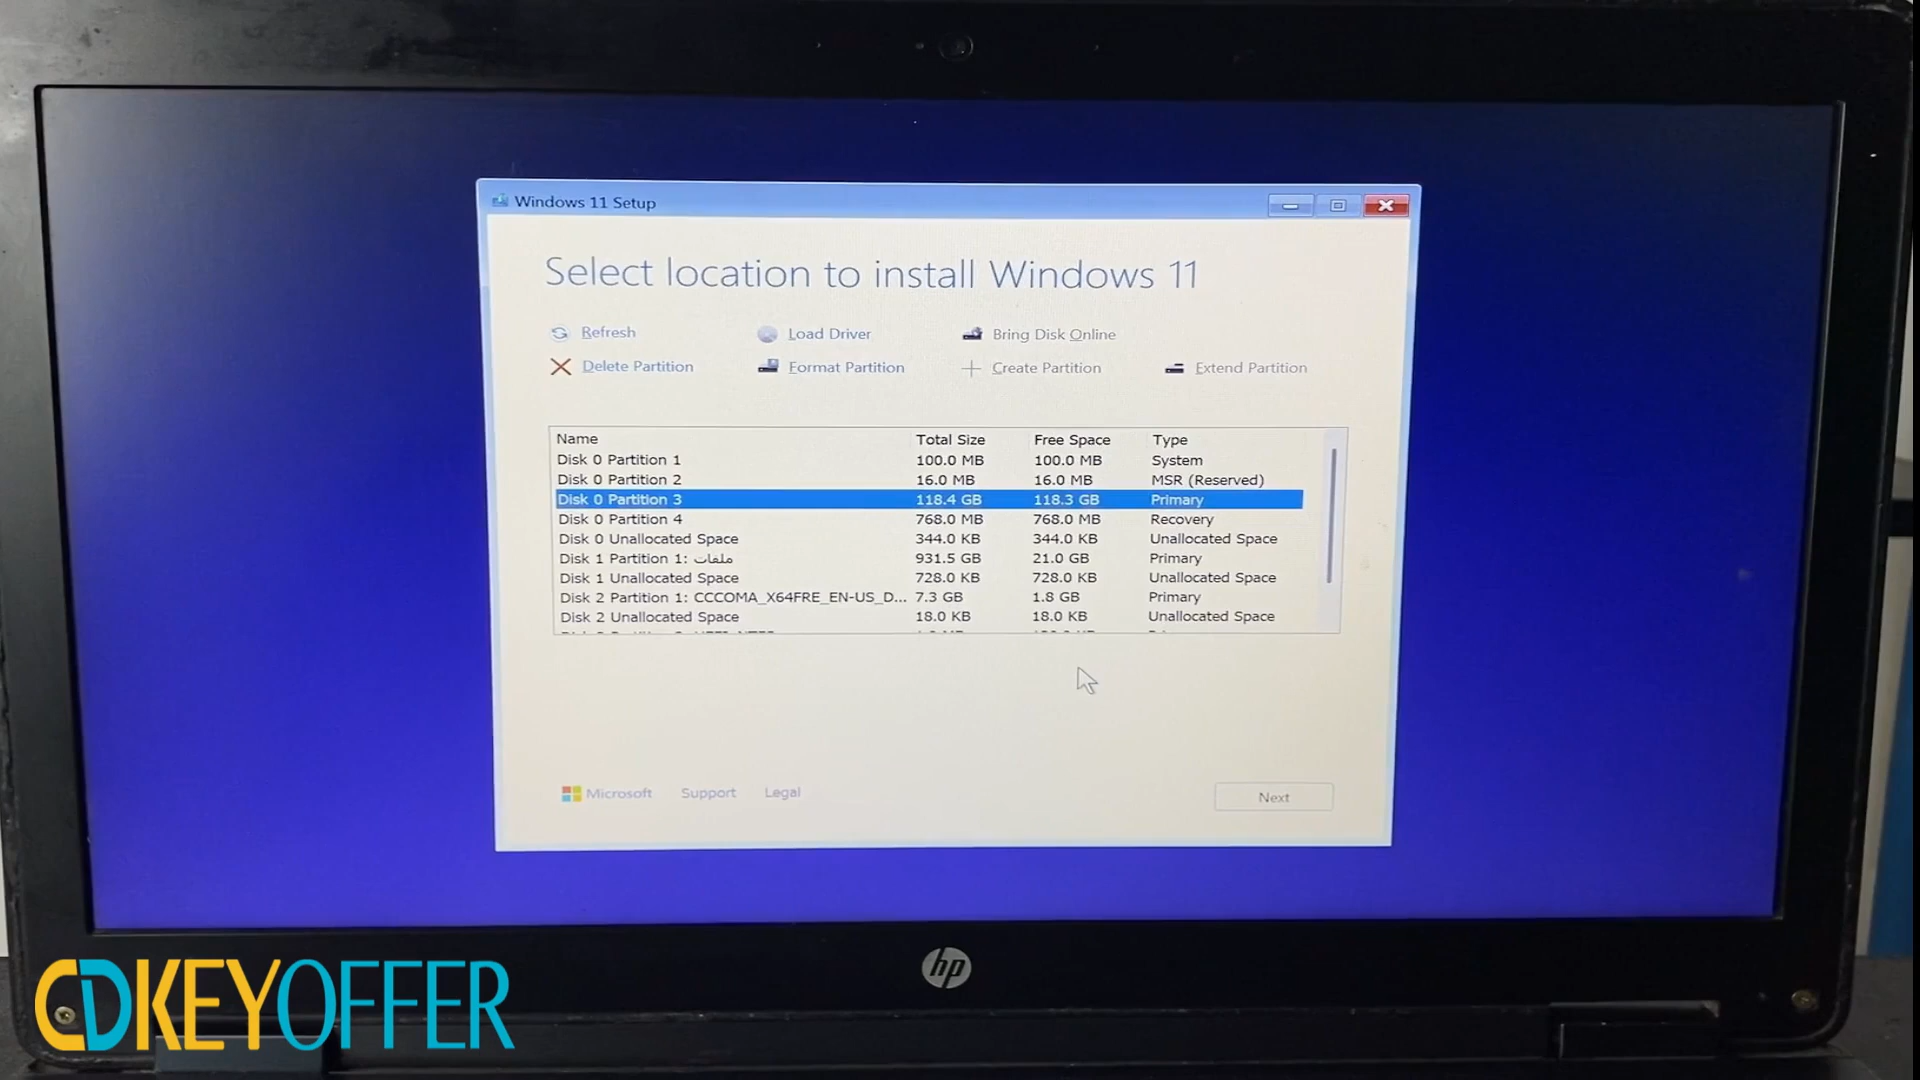 Windows 11 Setup
Select location to install Windows 11
Refresh
Load Driver
Bring Disk Online
Delete Partition
Format Partition
Create Partition
Extend Partition
Name Total Size Free Space Type
Disk 0 Partition 1 100.0 MB 100.0 MB System
Disk 0 Partition 2 16.0 MB 16.0 MB MSR (Reserved)
Disk 0 Partition 3 118.4 GB 118.3 GB Primary
Disk 0 Partition 4 768.0 MB 768.0 MB Recovery
Disk 0 Unallocated Space 344.0 KB 344.0 KB Unallocated Space
Disk 1 Partition 1: ملفات 931.5 GB 21.0 GB Primary
Disk 1 Unallocated Space 728.0 KB 728.0 KB Unallocated Space
Disk 2 Partition 1: CCCOMA_X64FRE_EN-US_D... 7.3 GB 1.8 GB Primary
Disk 2 Unallocated Space 18.0 KB 18.0 KB Unallocated Space
Microsoft Support Legal
Next
hp
CDKEYOFFER